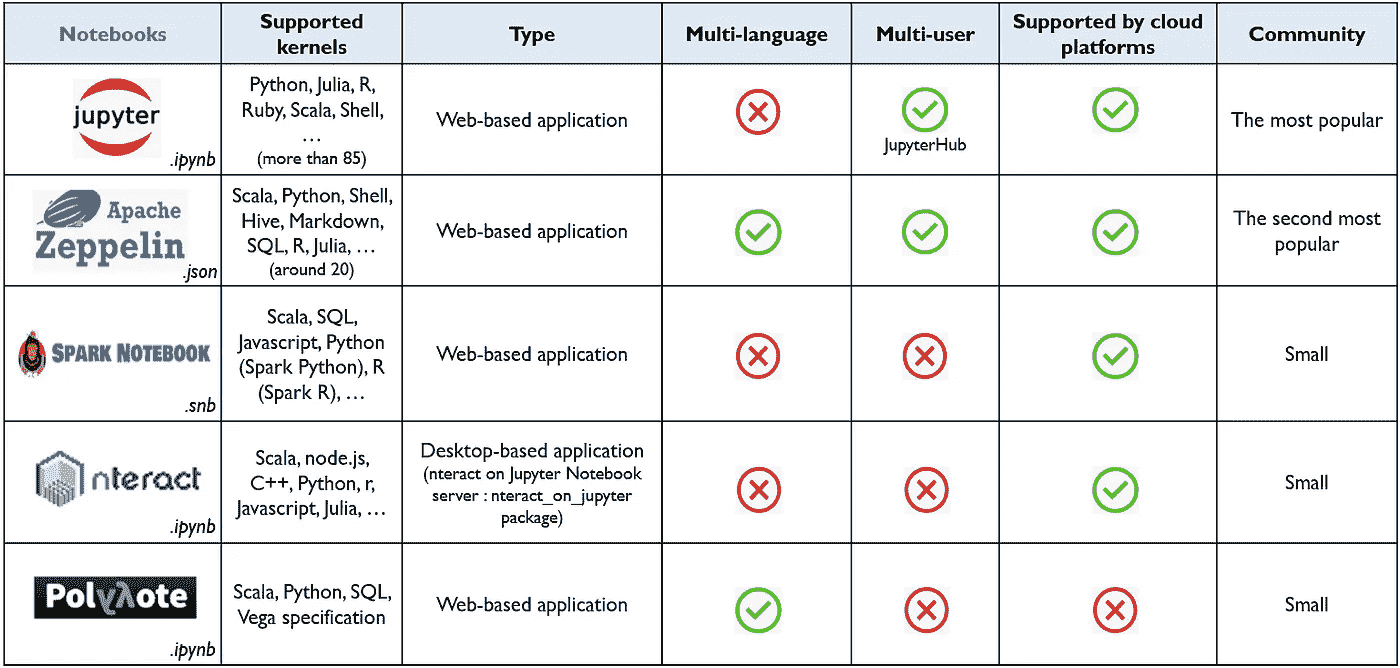 Notebooks
Supported
kernels
Type
Multi-language
Multi-user
Supported by cloud
platforms
Community
jupyter
.ipynb
Python, Julia, R,
Ruby, Scala, Shell,
…
(more than 85)
Web-based application
JupyterHub
The most popular
Apache
Zeppelin
.json
Scala, Python, Shell,
Hive, Markdown,
SQL, R, Julia, …
(around 20)
Web-based application
The second most
popular
SPARK NOTEBOOK
.snb
Scala, SQL,
Javascript, Python
(Spark Python), R
(Spark R), …
Web-based application
Small
nteract
.ipynb
Scala, node.js,
C++, Python, r,
Javascript, Julia, …
Desktop-based application
(nteract on Jupyter Notebook
server : nteract_on_jupyter
package)
Small
Polyλote
.ipynb
Scala, Python, SQL,
Vega specification
Web-based application
Small